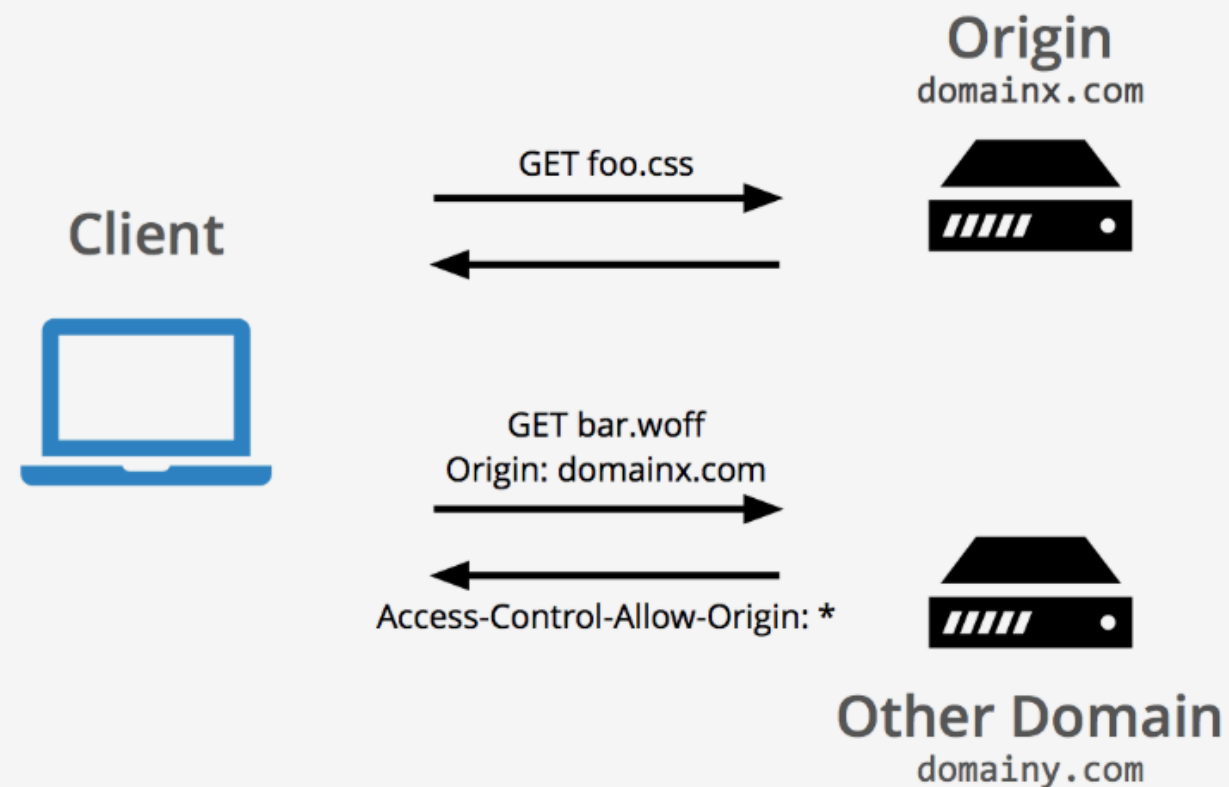 Origin
domainx.com
GET foo.css
Client
GET bar.woff
Origin: domainx.com
Access-Control-Allow-Origin: *
Other Domain
domainy.com